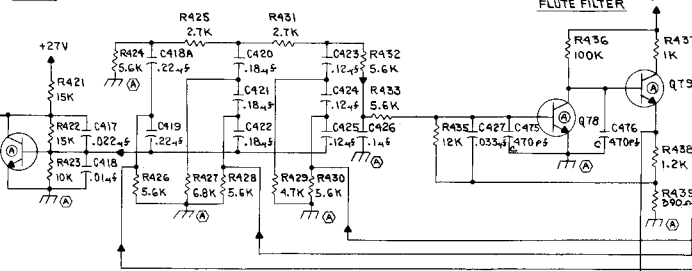 FLUTE FILTER
R425
2.7K
R431
2.7K
+27V
R424
5.6K
C418A
.22μf
C420
.18μf
C423
.12μf
R432
5.6K
R436
100K
R437
1K
Q79
A
R421
15K
C421
.18μf
C424
.12μf
R433
5.6K
A
Q78
A
R422
15K
C417
.022μf
C419
.22μf
C422
.18μf
C425
.12μf
C426
.1μf
R435
12K
C427
.033μf
C475
470pf
C
C476
470pf
C
A
R423
10K
C418
.01μf
R438
1.2K
R426
5.6K
R427
6.8K
R428
5.6K
R429
4.7K
R430
5.6K
A
A
R439
390Ω
A
A
A
A